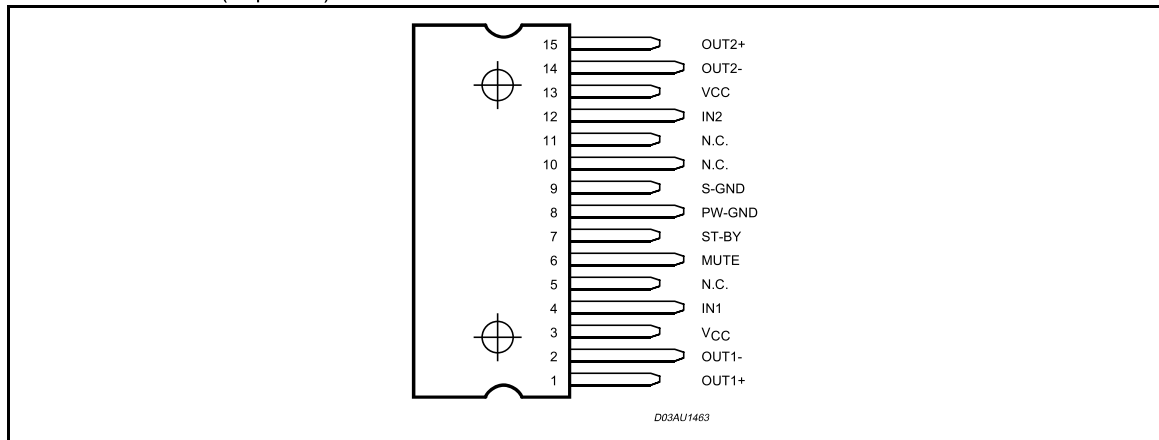 15 OUT2+
14 OUT2-
13 VCC
12 IN2
11 N.C.
10 N.C.
9 S-GND
8 PW-GND
7 ST-BY
6 MUTE
5 N.C.
4 IN1
3 VCC
2 OUT1-
1 OUT1+
D03AU1463